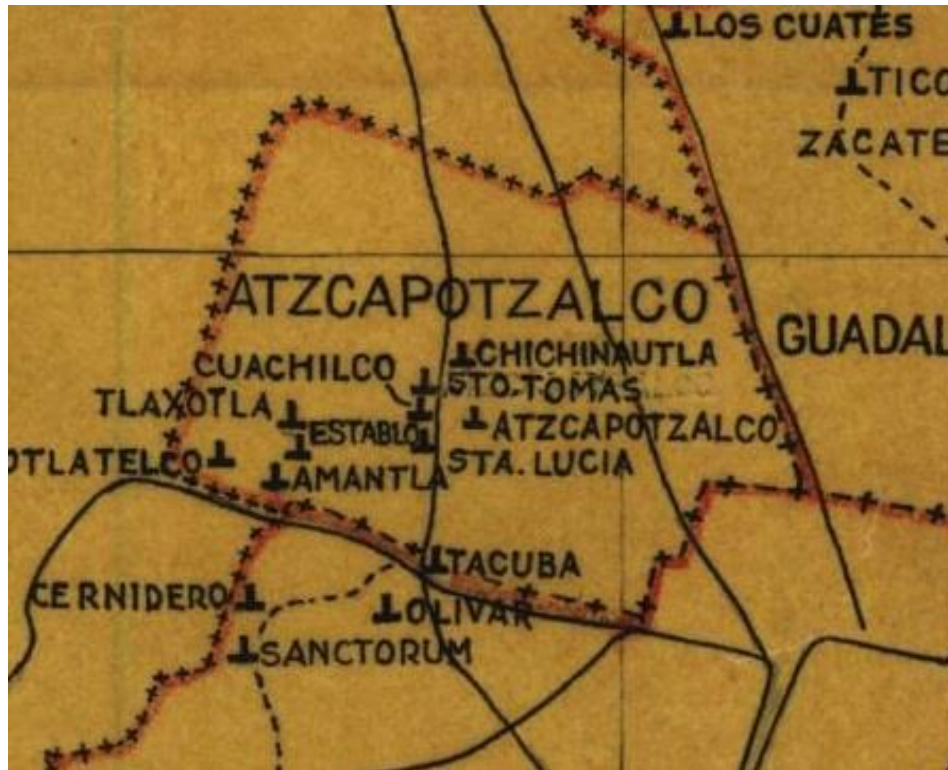 LOS CUATES
TICO
ZACATE
ATZCAPOTZALCO
GUADAL
CHICHINAUTLA
CUACHILCO
STO. TOMAS
TLAXOTLA
ATZCAPOTZALCO
ESTABLO
OTLATELCO
STA. LUCIA
AMANTLA
TACUBA
CERNIDERO
OLIVAR
SANCTORUM